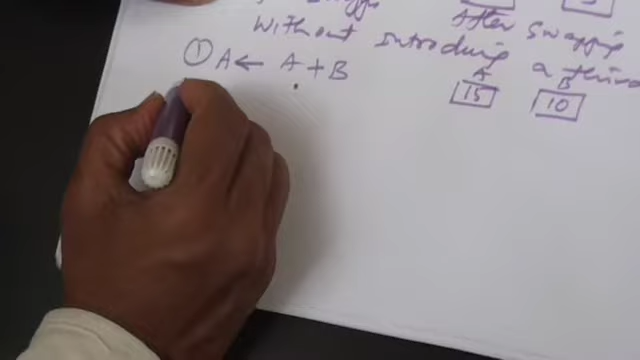 After swapping
Without introducing a third
① A ← A + B
A B
15 10